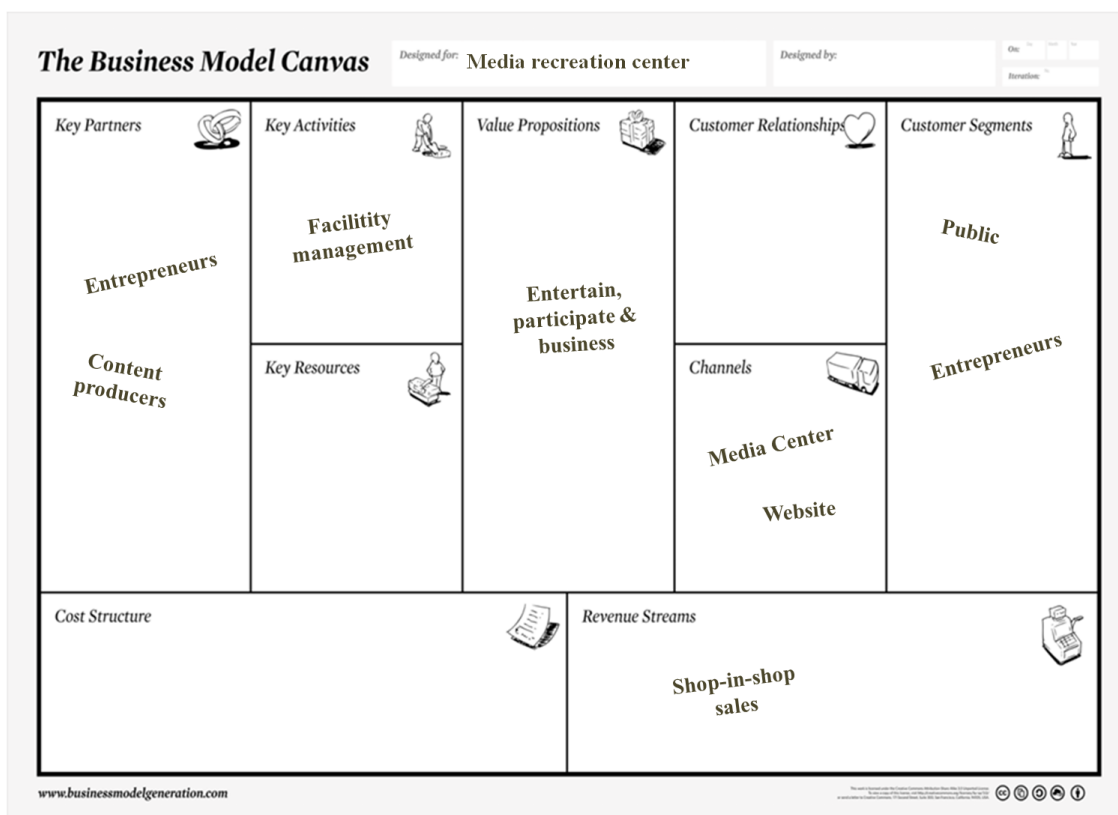 The Business Model Canvas
Designed for:
Media recreation center
Designed by:
On:
Iteration:
Key Partners
Entrepreneurs
Content
producers
Key Activities
Facilitity
management
Key Resources
Value Propositions
Entertain,
participate &
business
Customer Relationships
Channels
Media Center
Website
Customer Segments
Public
Entrepreneurs
Cost Structure
Revenue Streams
Shop-in-shop
sales
www.businessmodelgeneration.com